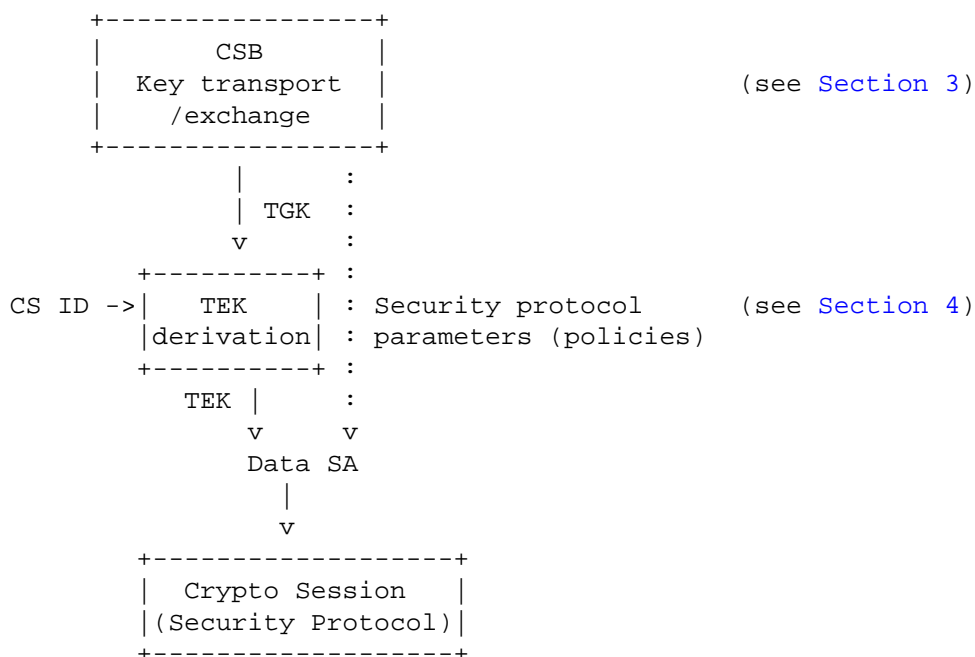 +-----------------+
|       CSB       |
|  Key transport  |                      (see Section 3)
|    /exchange    |
+-----------------+
         |      :
         | TGK  :
         v      :
   +----------+ :
CS ID ->|   TEK    | : Security protocol      (see Section 4)
   |derivation| : parameters (policies)
   +----------+ :
      TEK |     :
          v     v
          Data SA
            |
            v
   +-------------------+
   |  Crypto Session   |
   |(Security Protocol)|
   +-------------------+